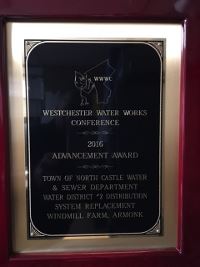 WWWC
WESTCHESTER WATER WORKS
CONFERENCE
2016
ADVANCEMENT AWARD
TOWN OF NORTH CASTLE WATER
& SEWER DEPARTMENT
WATER DISTRICT #2 DISTRIBUTION
SYSTEM REPLACEMENT
WINDMILL FARM, ARMONK